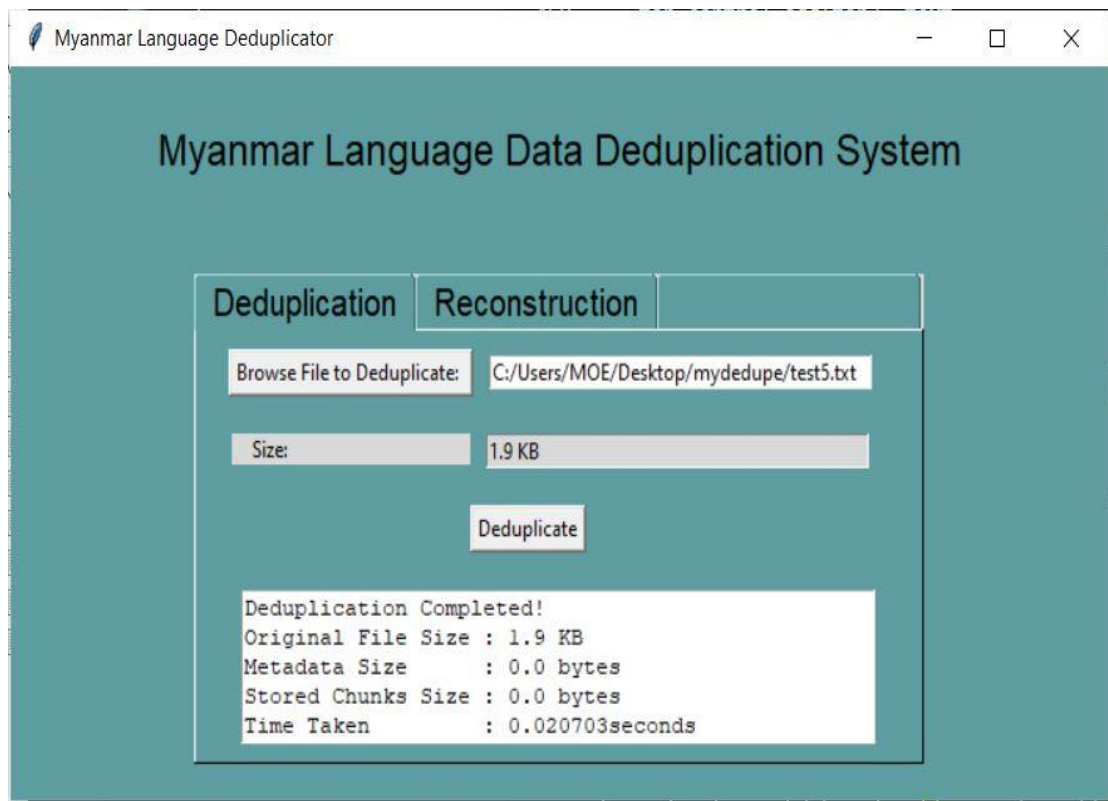 Myanmar Language Deduplicator
Myanmar Language Data Deduplication System
Deduplication Reconstruction
Browse File to Deduplicate: C:/Users/MOE/Desktop/mydedupe/test5.txt
Size: 1.9 KB
Deduplicate
Deduplication Completed!
Original File Size : 1.9 KB
Metadata Size : 0.0 bytes
Stored Chunks Size : 0.0 bytes
Time Taken : 0.020703seconds